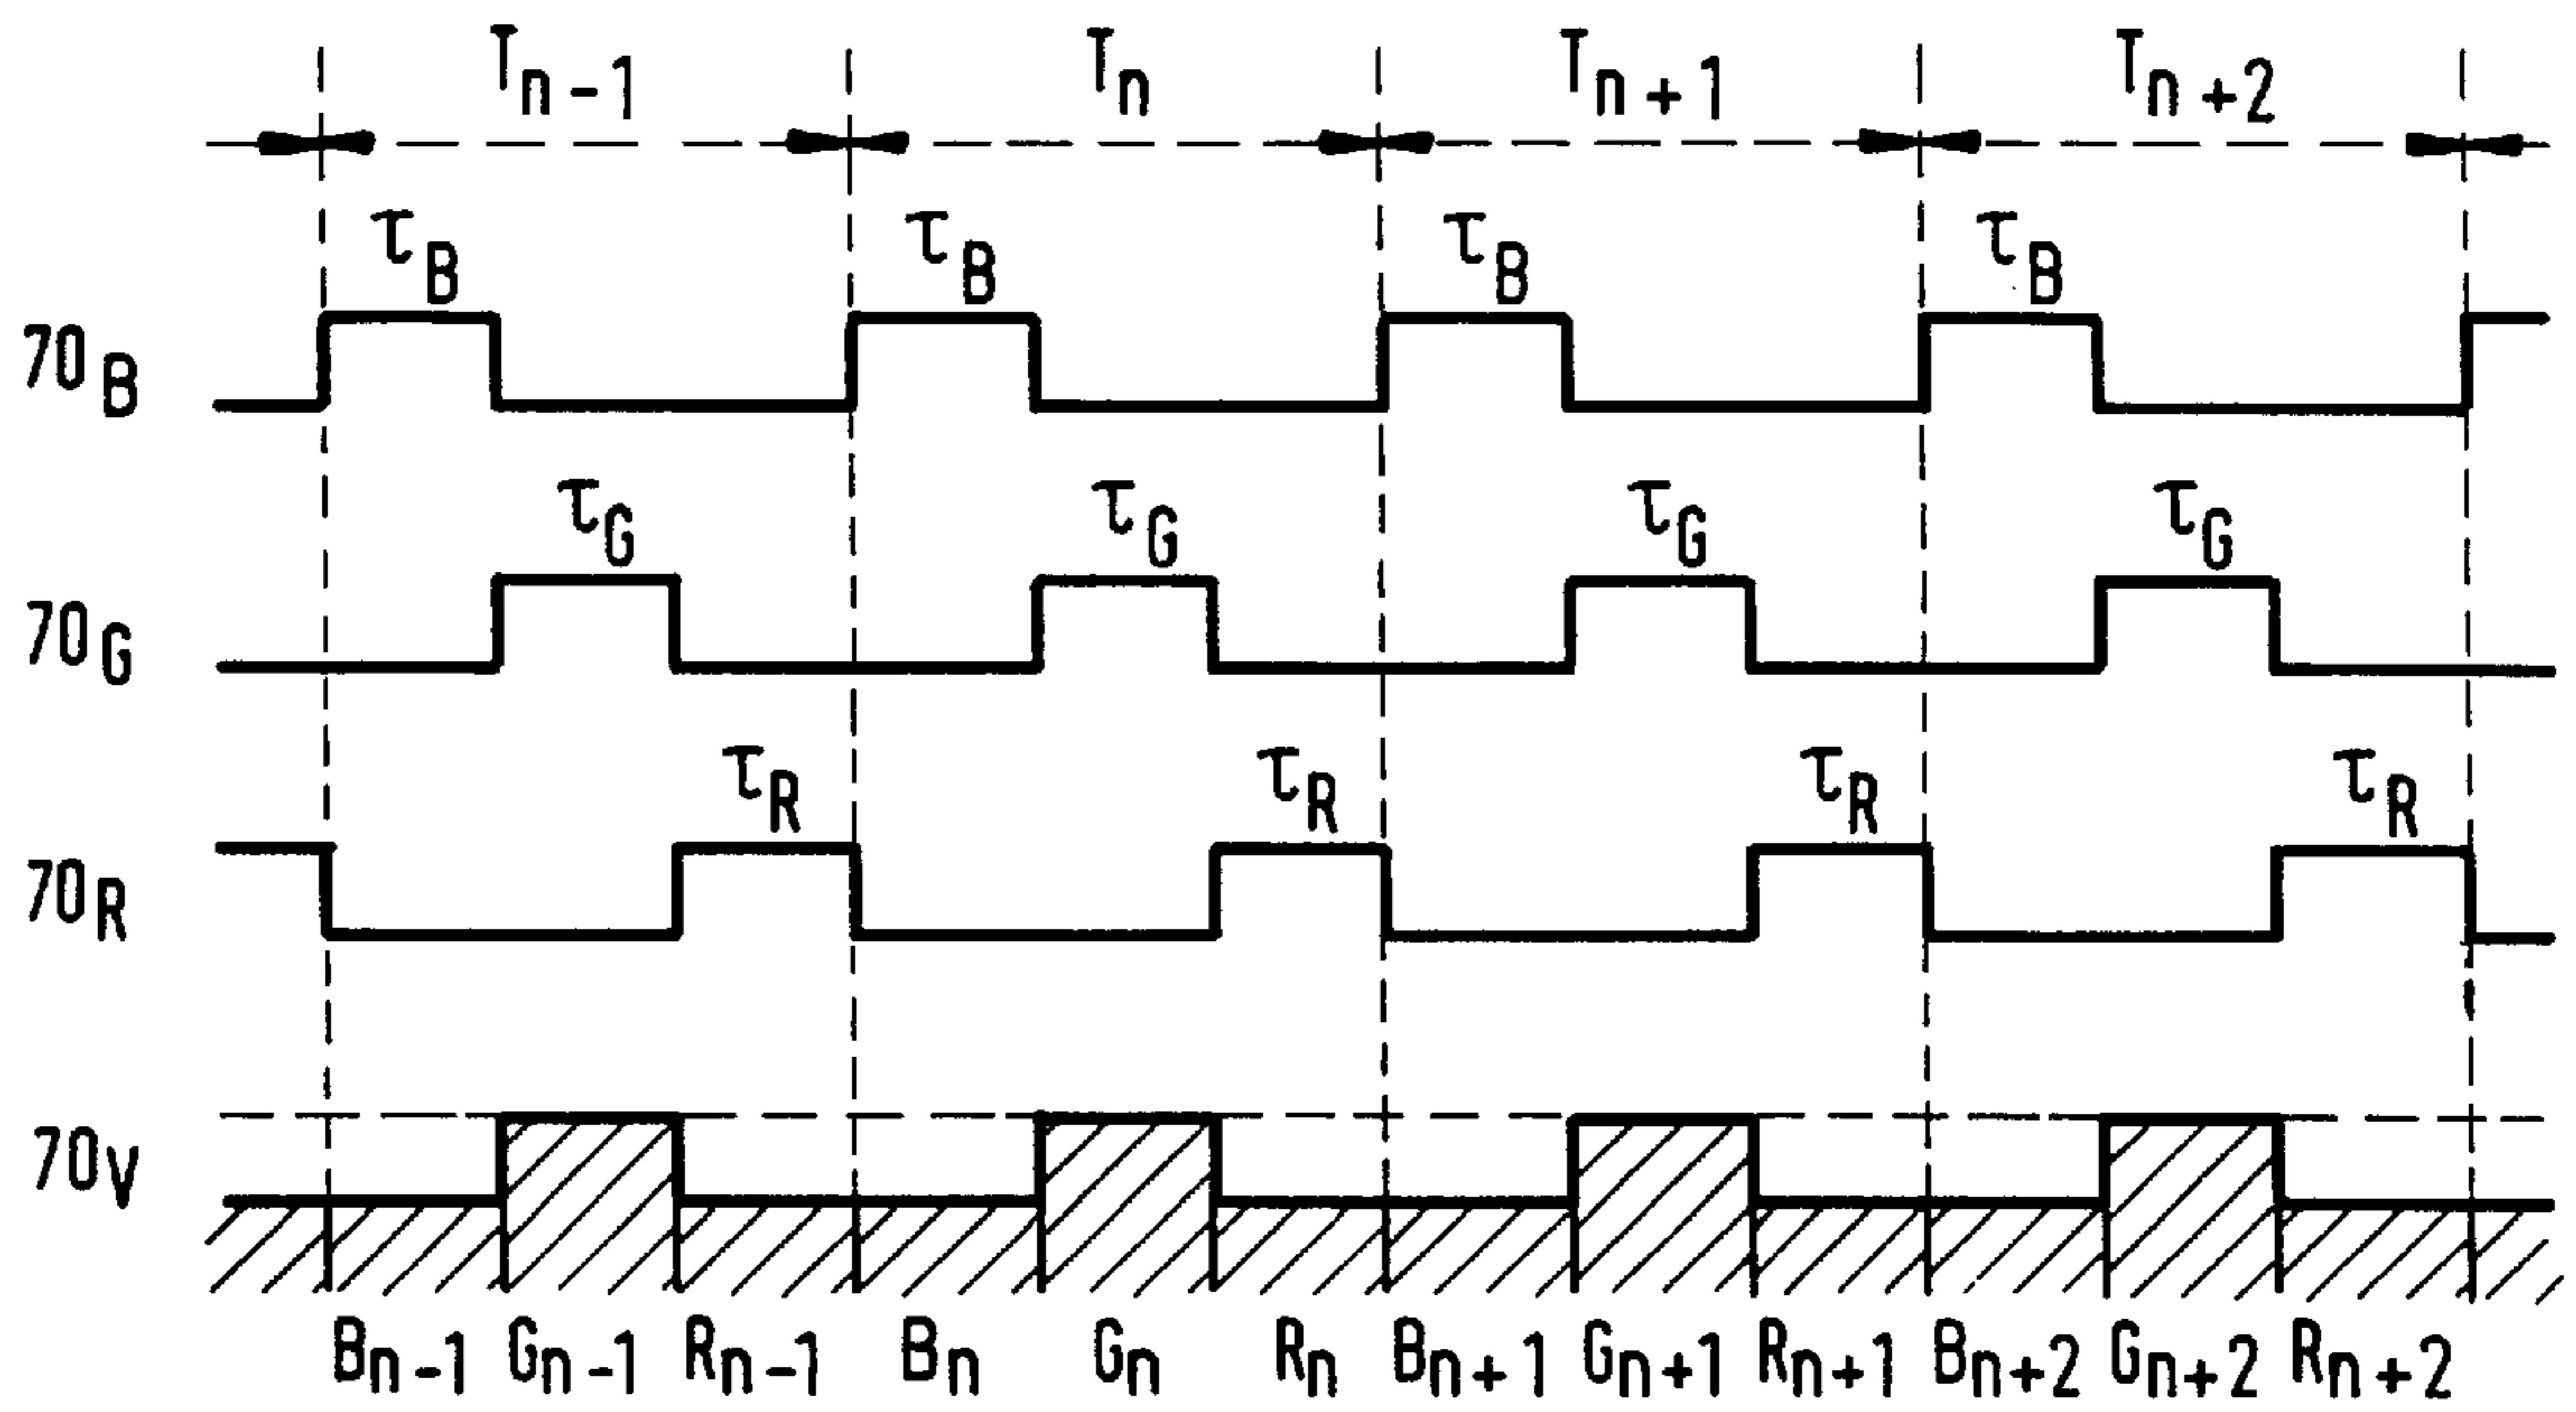 Tn-1 Tn Tn+1 Tn+2
τB τB τB τB
70B
τG τG τG τG
70G
τR τR τR τR
70R
70V
Bn-1 Gn-1 Rn-1 Bn Gn Rn Bn+1 Gn+1 Rn+1 Bn+2 Gn+2 Rn+2